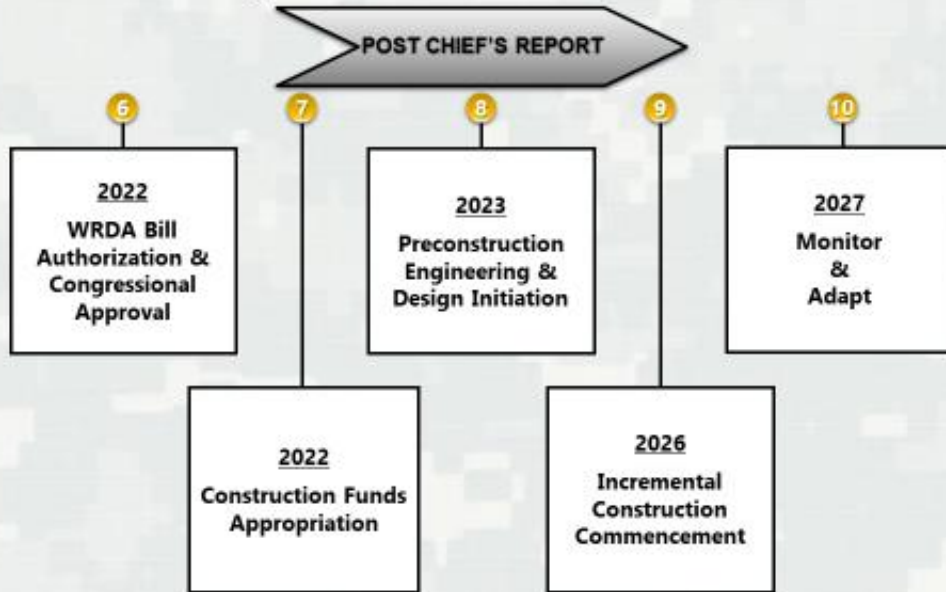 POST CHIEF'S REPORT
6
7
8
9
10
2022
WRDA Bill
Authorization &
Congressional
Approval
2022
Construction Funds
Appropriation
2023
Preconstruction
Engineering &
Design Initiation
2026
Incremental
Construction
Commencement
2027
Monitor
&
Adapt